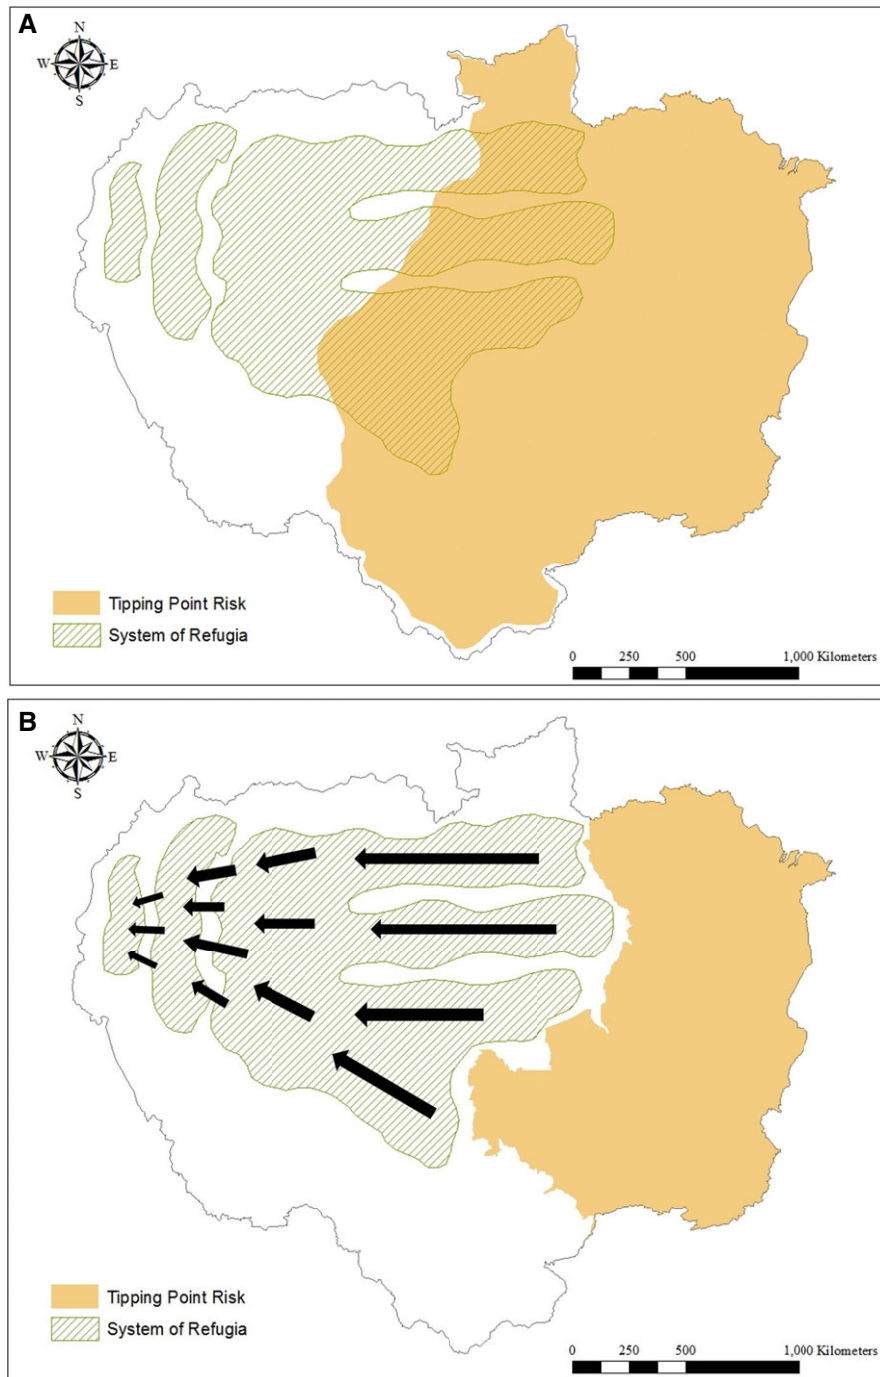 A
N
W E
S
Tipping Point Risk
System of Refugia
0 250 500 1,000 Kilometers
B
N
W E
S
Tipping Point Risk
System of Refugia
0 250 500 1,000 Kilometers